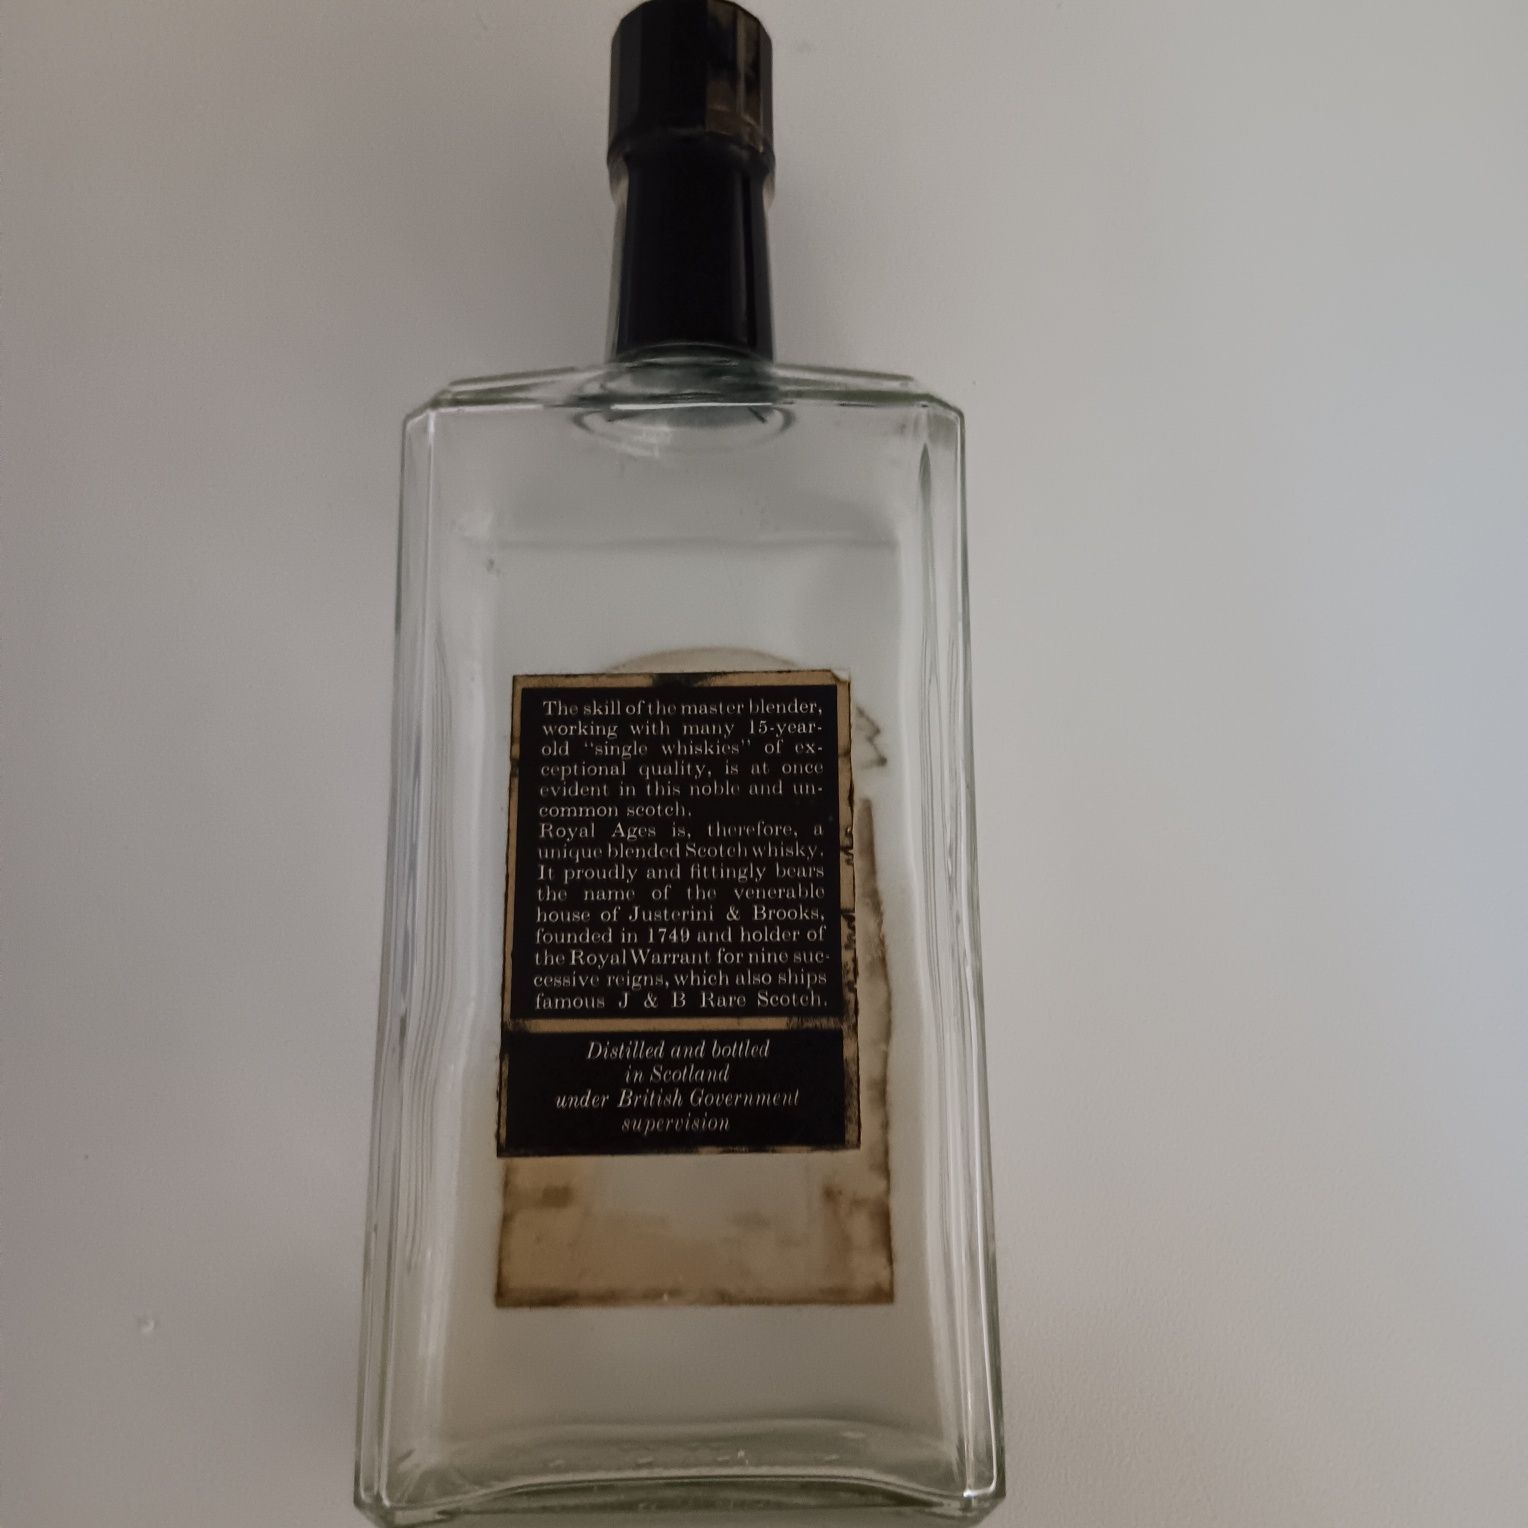 The skill of the master blender,
working with many 15-year-
old "single whiskies" of ex-
ceptional quality, is at once
evident in this noble and un-
common scotch.
Royal Ages is, therefore, a
unique blended Scotch whisky.
It proudly and fittingly bears
the name of the venerable
house of Justerini & Brooks,
founded in 1749 and holder of
the Royal Warrant for nine suc-
cessive reigns, which also ships
famous J & B Rare Scotch.
Distilled and bottled
in Scotland
under British Government
supervision